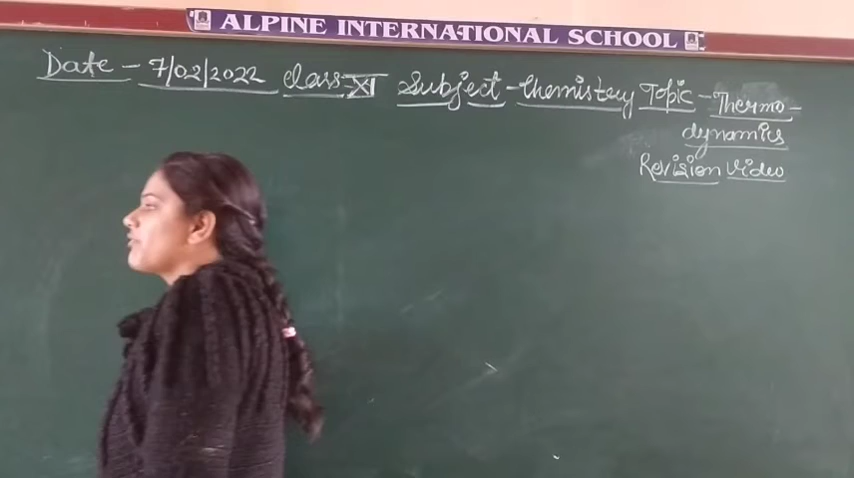 ALPINE INTERNATIONAL SCHOOL
Date - 7/02/2022 Class-XI Subject-Chemistry Topic-Thermo-
dynamics
Revision Video